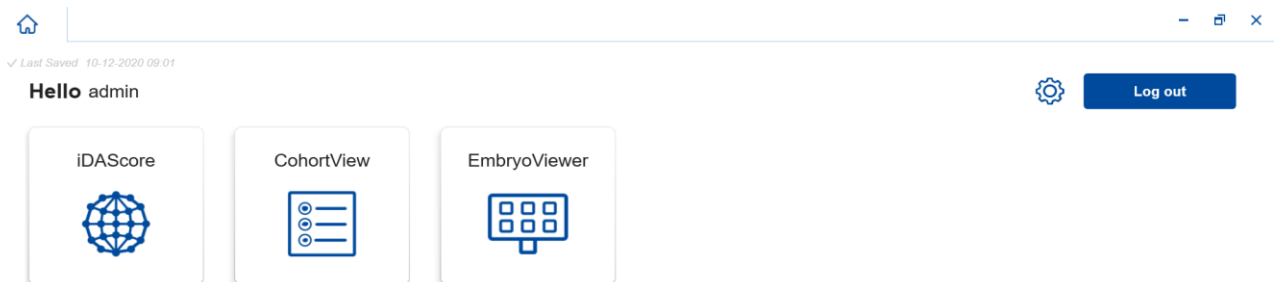 ✓ Last Saved 10-12-2020 09:01
Hello admin
Log out
iDAScore
CohortView
EmbryoViewer